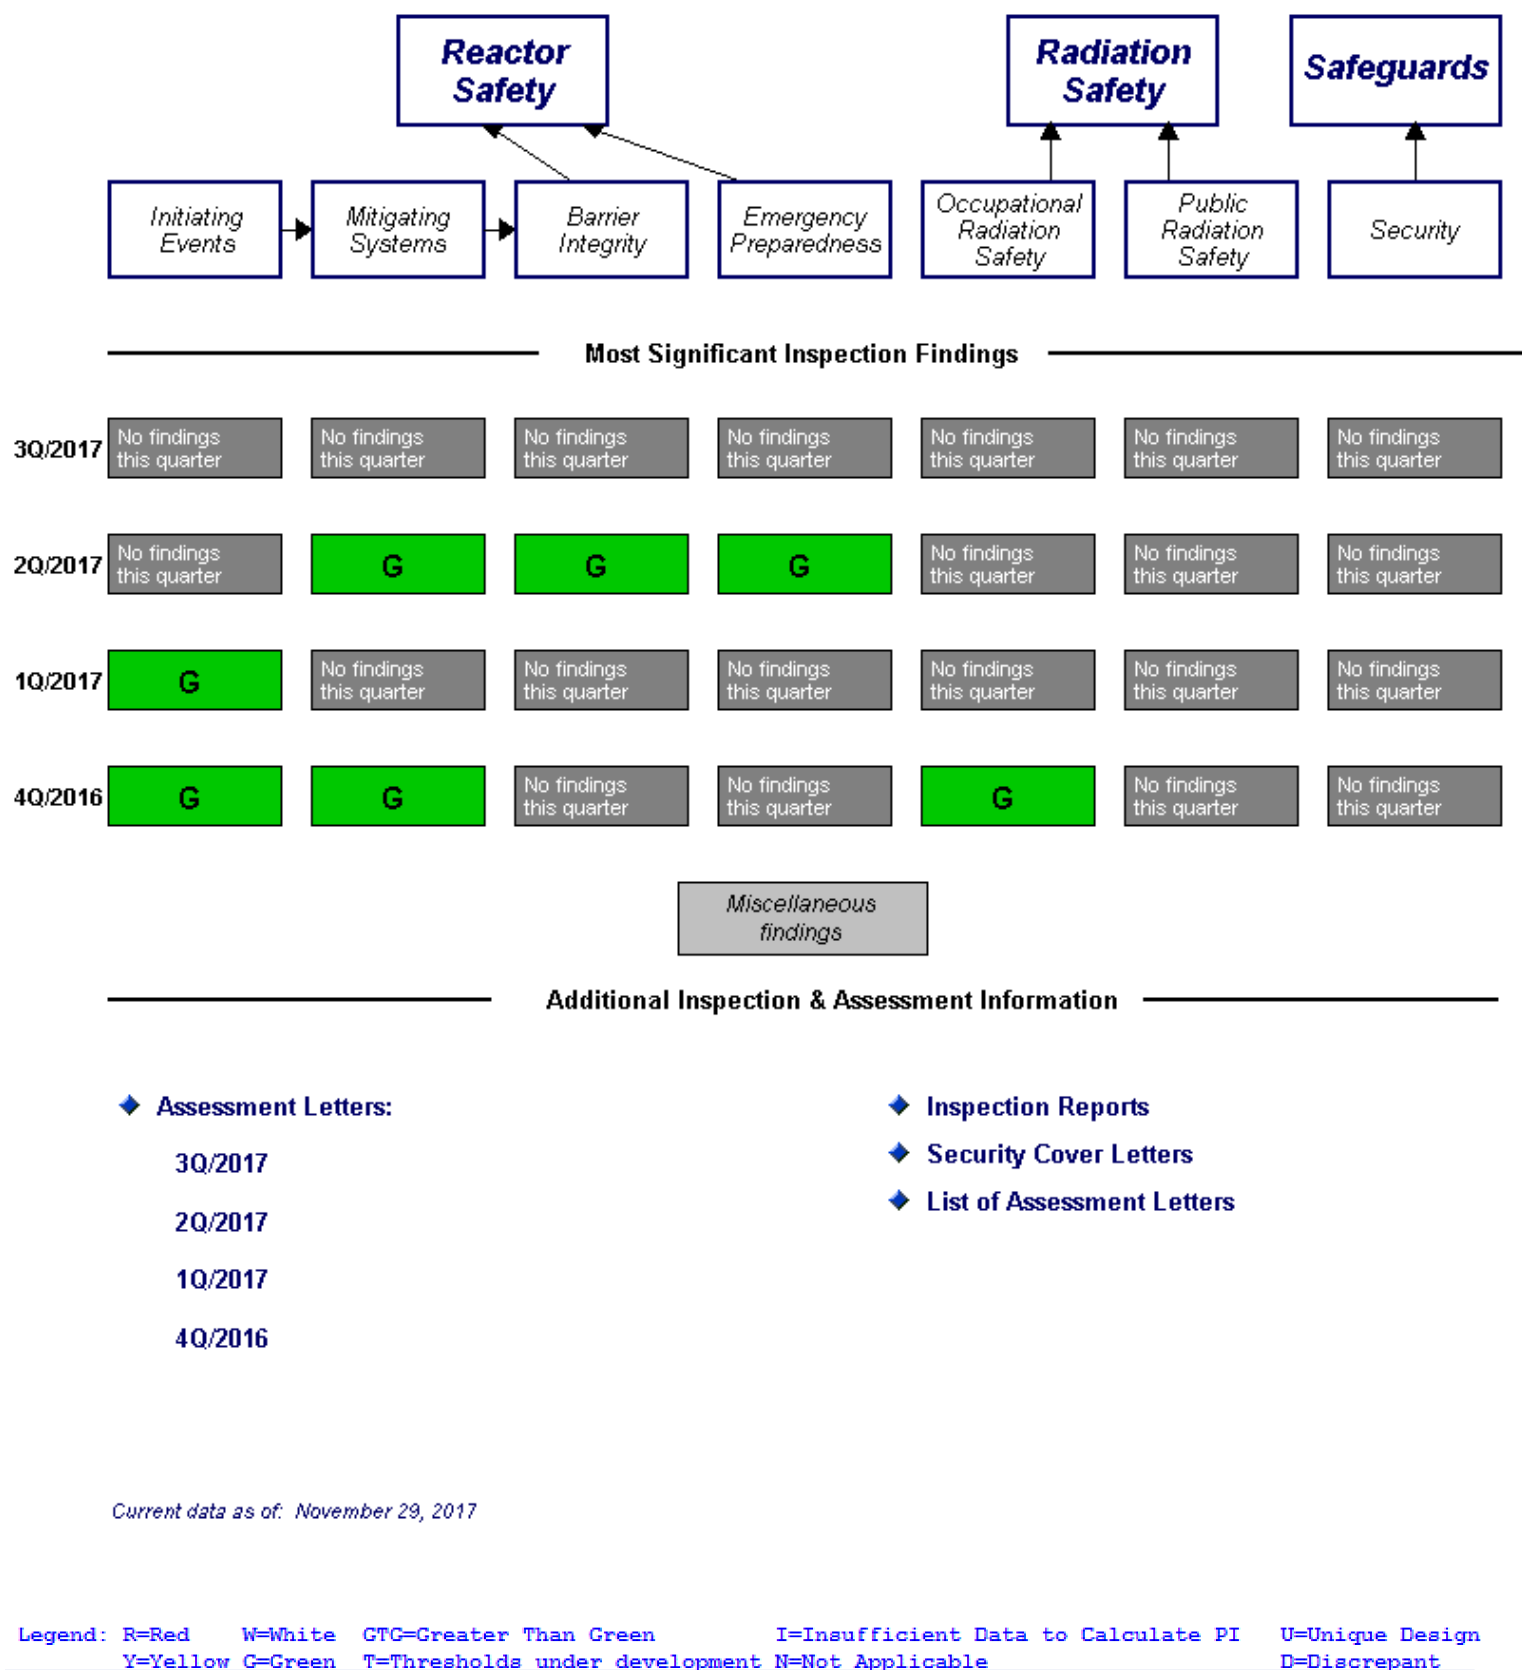 Reactor
Safety
Radiation
Safety
Safeguards
Initiating
Events
Mitigating
Systems
Barrier
Integrity
Emergency
Preparedness
Occupational
Radiation
Safety
Public
Radiation
Safety
Security
Most Significant Inspection Findings
3Q/2017
No findings
this quarter
No findings
this quarter
No findings
this quarter
No findings
this quarter
No findings
this quarter
No findings
this quarter
No findings
this quarter
2Q/2017
No findings
this quarter
G
G
G
No findings
this quarter
No findings
this quarter
No findings
this quarter
1Q/2017
G
No findings
this quarter
No findings
this quarter
No findings
this quarter
No findings
this quarter
No findings
this quarter
No findings
this quarter
4Q/2016
G
G
No findings
this quarter
No findings
this quarter
G
No findings
this quarter
No findings
this quarter
Miscellaneous
findings
Additional Inspection & Assessment Information
Assessment Letters:
3Q/2017
2Q/2017
1Q/2017
4Q/2016
Inspection Reports
Security Cover Letters
List of Assessment Letters
Current data as of: November 29, 2017
Legend: R=Red W=White GTG=Greater Than Green I=Insufficient Data to Calculate PI U=Unique Design
Y=Yellow G=Green T=Thresholds under development N=Not Applicable D=Discrepant